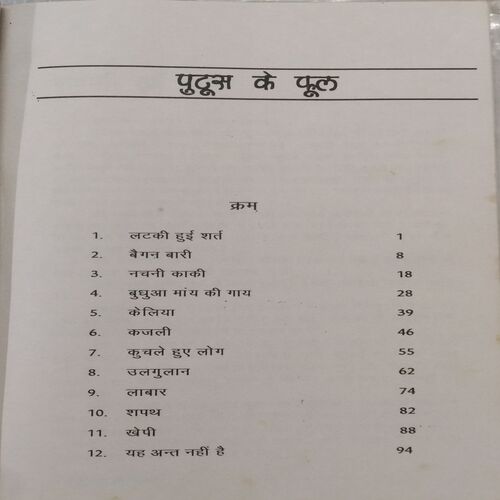 पुटूस के फूल
क्रम्
1. लटकी हुई शर्त 1
2. बैगन बारी 8
3. नचनी काकी 18
4. बुधुआ मांय की गाय 28
5. केलिया 39
6. कजली 46
7. कुचले हुए लोग 55
8. उलगुलान 62
9. लाबार 74
10. शपथ 82
11. खेपी 88
12. यह अन्त नहीं है 94